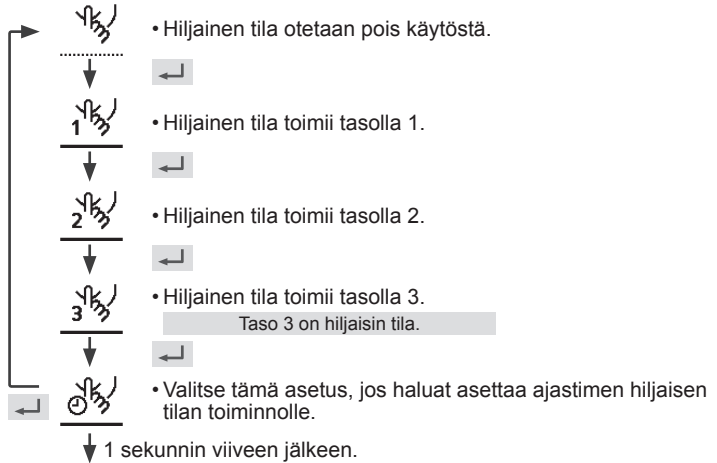 • Hiljainen tila otetaan pois käytöstä.
1
• Hiljainen tila toimii tasolla 1.
2
• Hiljainen tila toimii tasolla 2.
3
• Hiljainen tila toimii tasolla 3.
Taso 3 on hiljaisin tila.
• Valitse tämä asetus, jos haluat asettaa ajastimen hiljaisen
tilan toiminnolle.
1 sekunnin viiveen jälkeen.